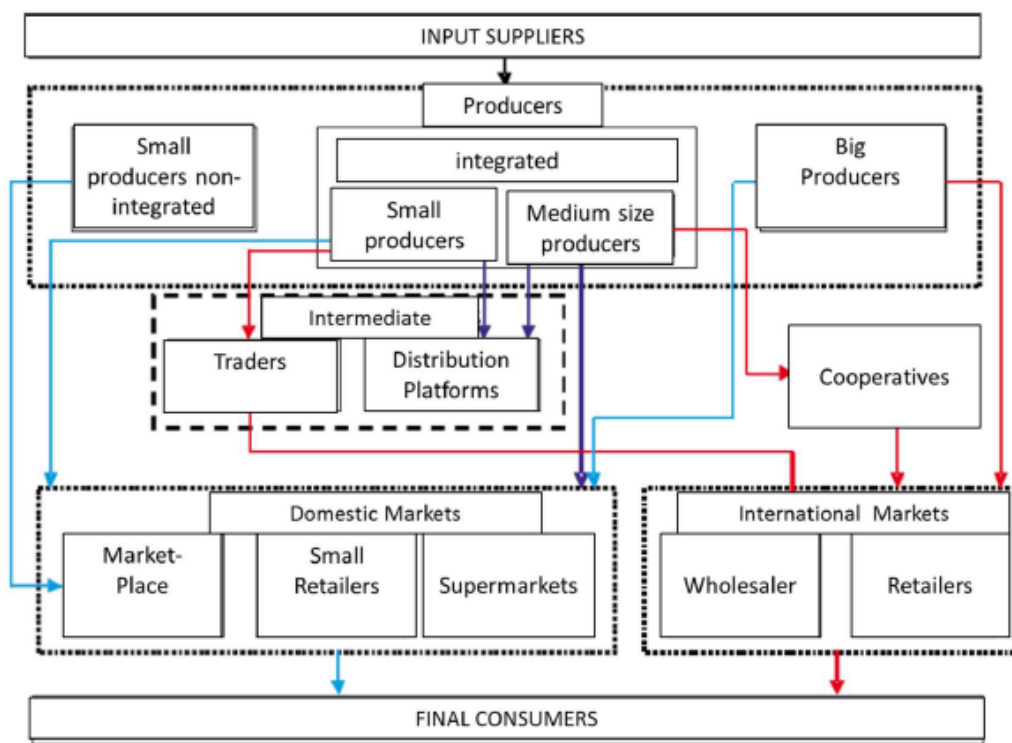 INPUT SUPPLIERS
Producers
Small
producers non-
integrated
integrated
Small
producers
Medium size
producers
Big
Producers
Intermediate
Traders
Distribution
Platforms
Cooperatives
Domestic Markets
Market-
Place
Small
Retailers
Supermarkets
International Markets
Wholesaler
Retailers
FINAL CONSUMERS